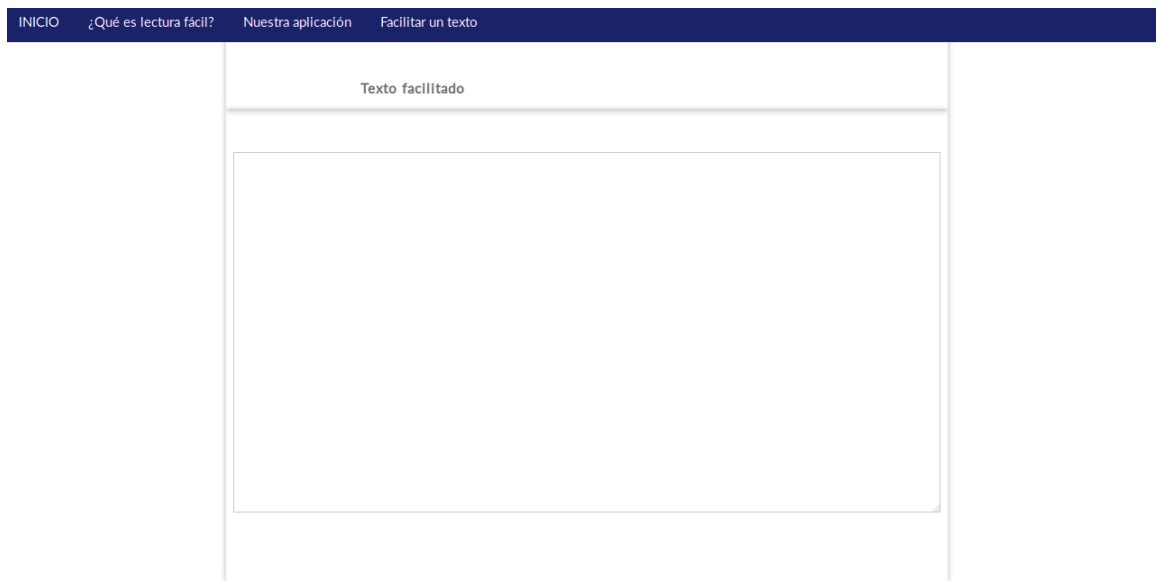 INICIO ¿Qué es lectura fácil? Nuestra aplicación Facilitar un texto
Texto facilitado